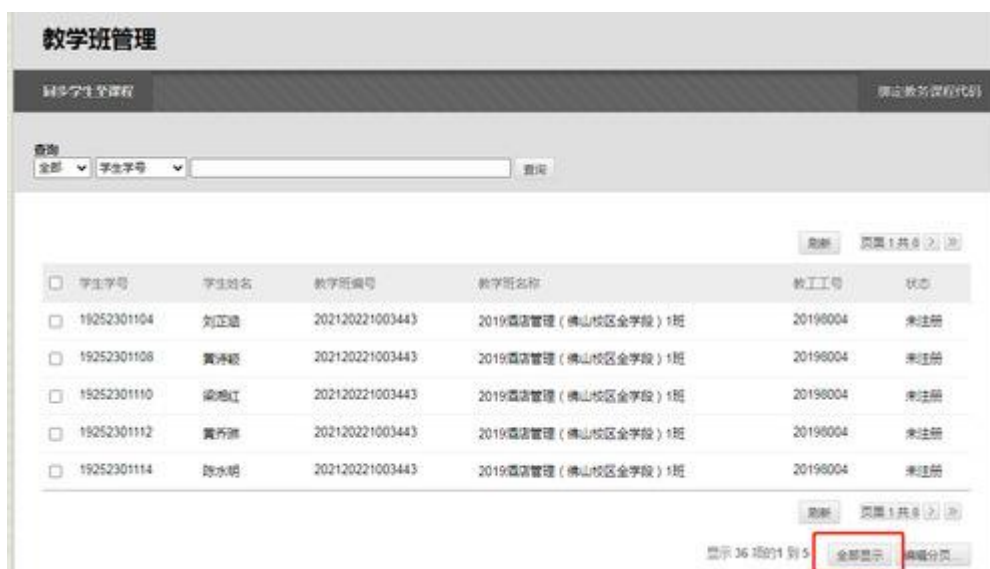 教学班管理
同步学生至课程 绑定教务课程代码
查询
全部 学生学号 查询
刷新 页面 1 共 8 > »
学生学号 学生姓名 教学班编号 教学班名称 教工工号 状态
19252301104 202120221003443 2019酒店管理（佛山校区全学段）1班 20198004 未注册
19252301108 202120221003443 2019酒店管理（佛山校区全学段）1班 20198004 未注册
19252301110 202120221003443 2019酒店管理（佛山校区全学段）1班 20198004 未注册
19252301112 202120221003443 2019酒店管理（佛山校区全学段）1班 20198004 未注册
19252301114 陈水明 202120221003443 2019酒店管理（佛山校区全学段）1班 20198004 未注册
刷新 页面 1 共 8 > »
显示 36 项的1 到 5 全部显示 编辑分页...